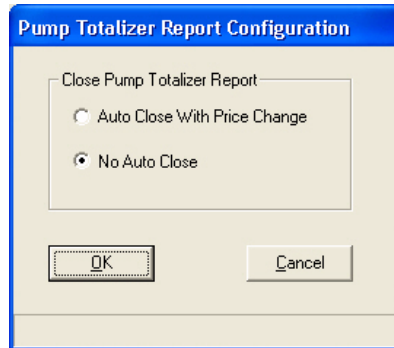 Pump Totalizer Report Configuration
Close Pump Totalizer Report
Auto Close With Price Change
No Auto Close
OK
Cancel